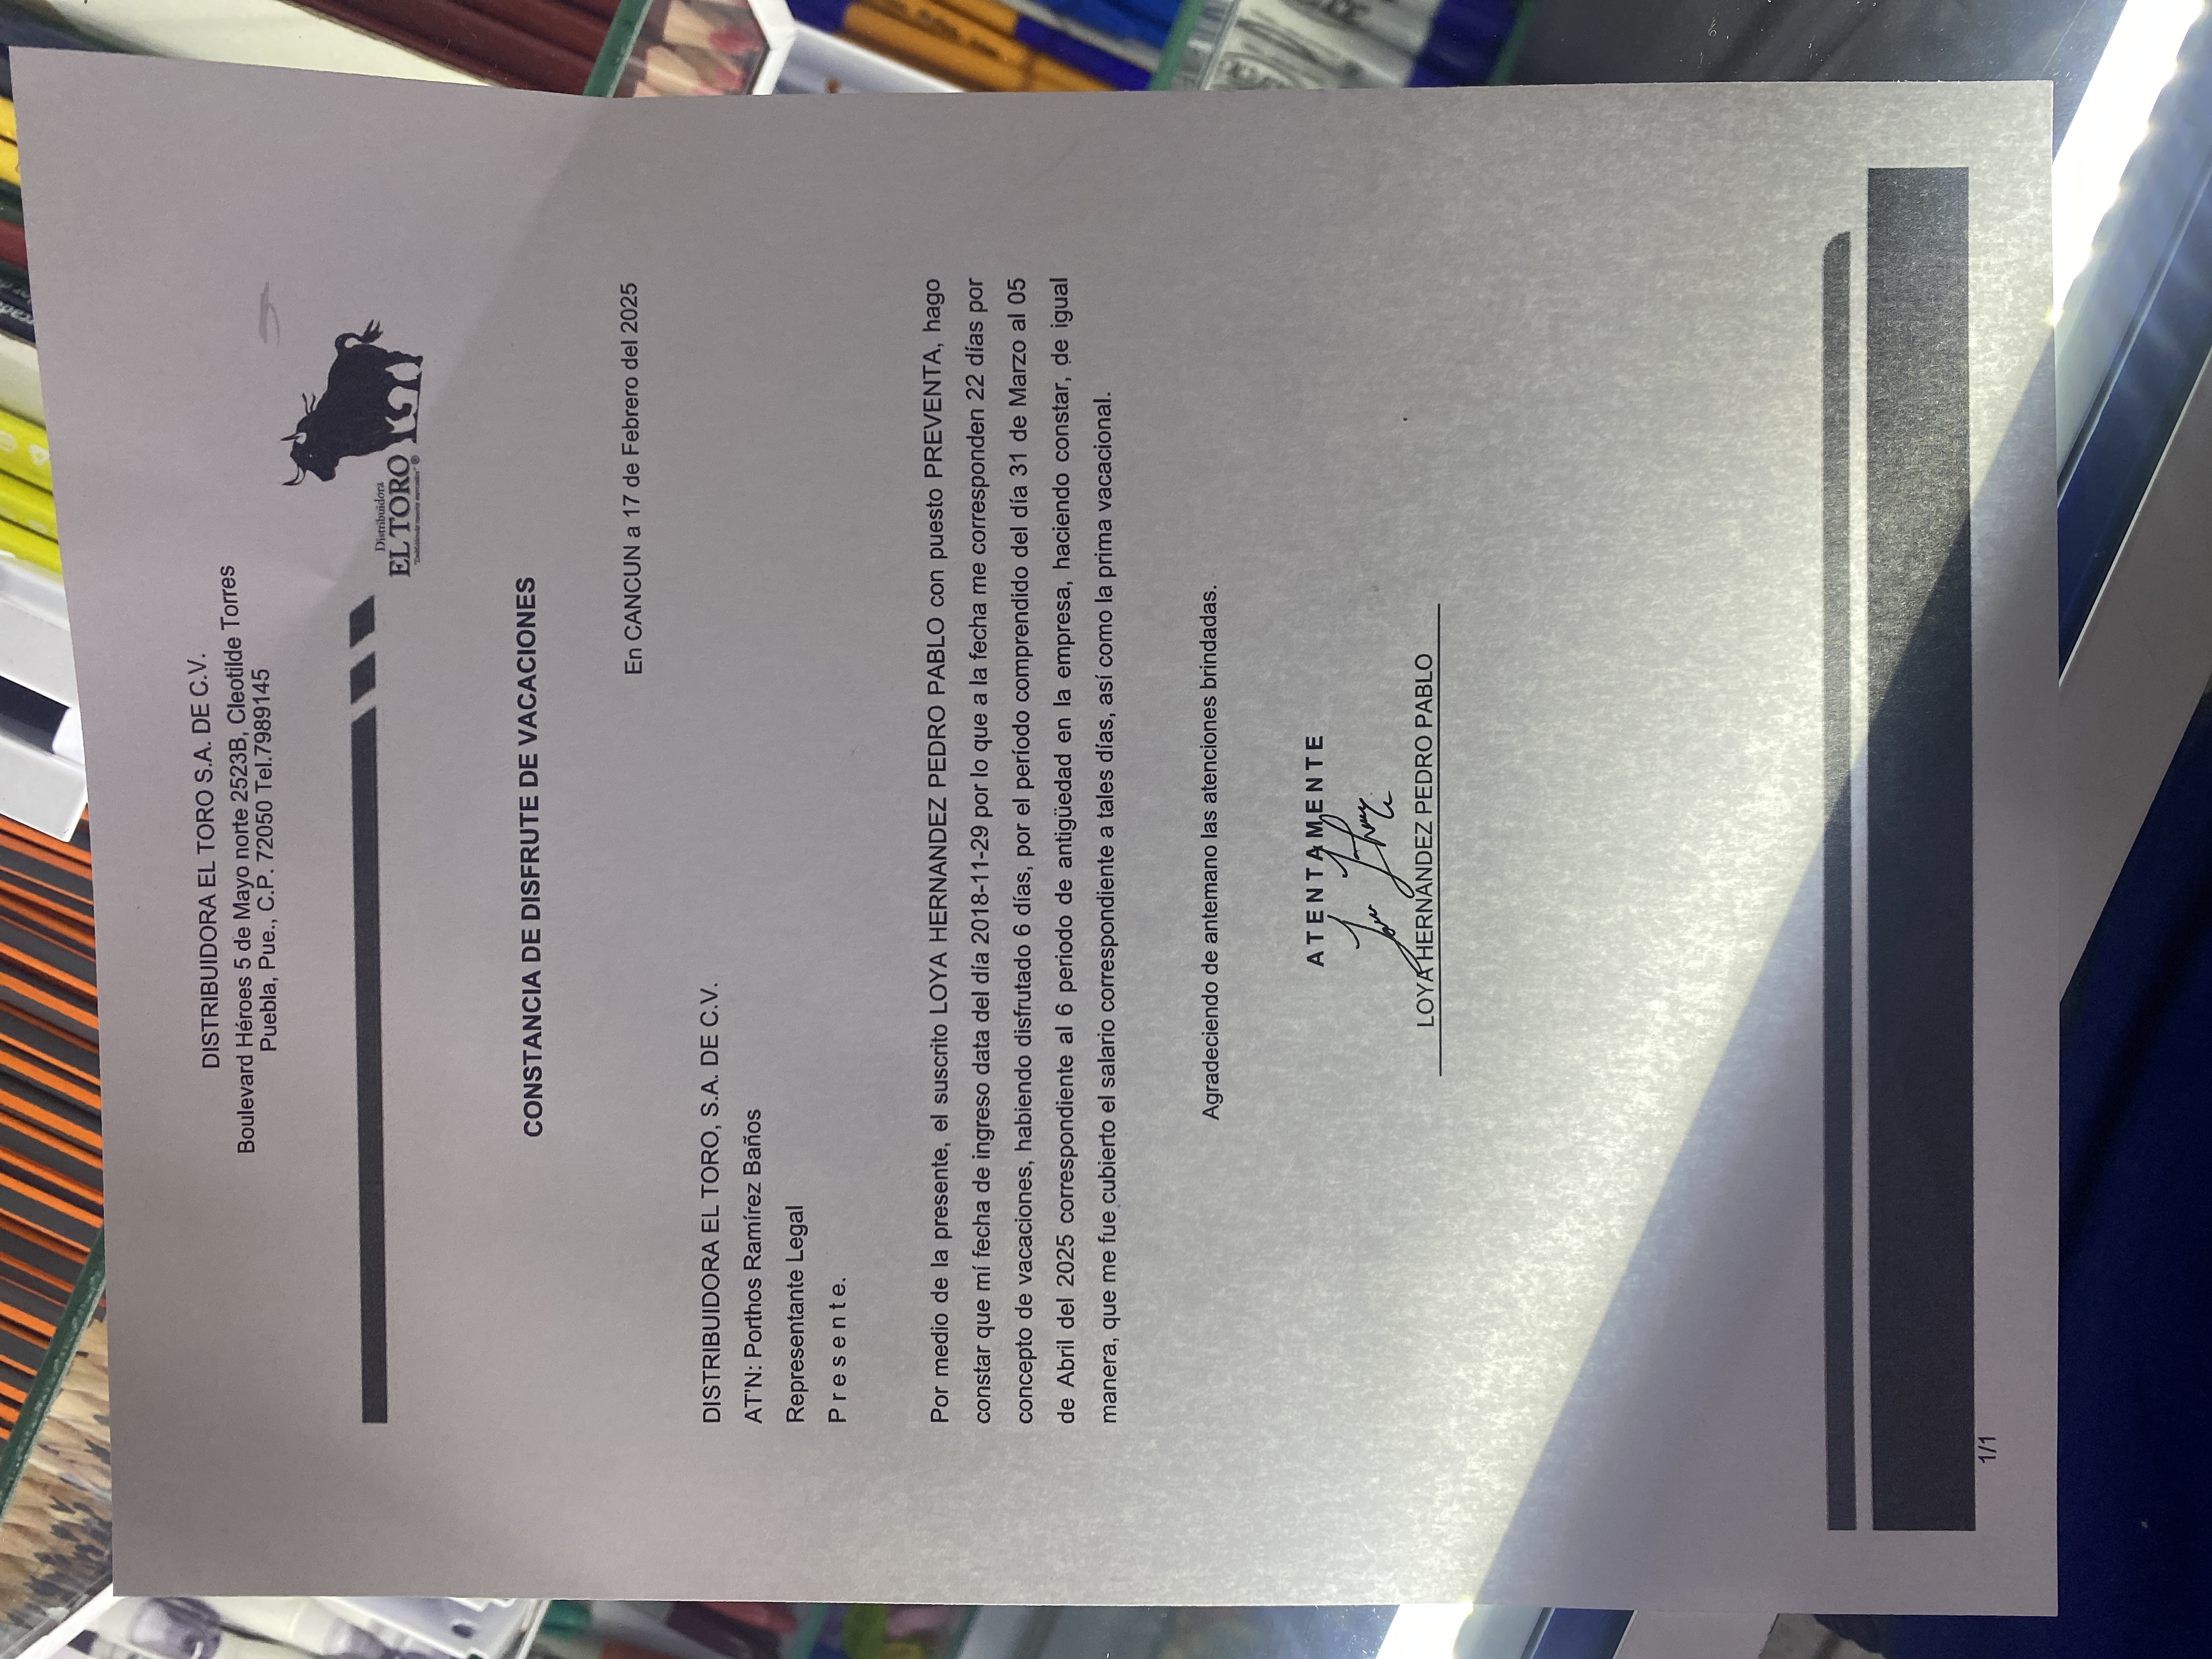 DISTRIBUIDORA EL TORO S.A. DE C.V.
Boulevard Héroes 5 de Mayo norte 2523B, Cleotilde Torres
Puebla, Pue., C.P. 72050 Tel.7989145
Distribuidora
EL TORO
CONSTANCIA DE DISFRUTE DE VACACIONES
En CANCUN a 17 de Febrero del 2025
DISTRIBUIDORA EL TORO, S.A. DE C.V.
AT'N: Porthos Ramírez Baños
Representante Legal
P r e s e n t e.
Por medio de la presente, el suscrito LOYA HERNANDEZ PEDRO PABLO con puesto PREVENTA, hago
constar que mí fecha de ingreso data del día 2018-11-29 por lo que a la fecha me corresponden 22 días por
concepto de vacaciones, habiendo disfrutado 6 días, por el período comprendido del día 31 de Marzo al 05
de Abril del 2025 correspondiente al 6 periodo de antigüedad en la empresa, haciendo constar, de igual
manera, que me fue cubierto el salario correspondiente a tales días, así como la prima vacacional.
Agradeciendo de antemano las atenciones brindadas.
A T E N T A M E N T E
LOYA HERNANDEZ PEDRO PABLO
1/1